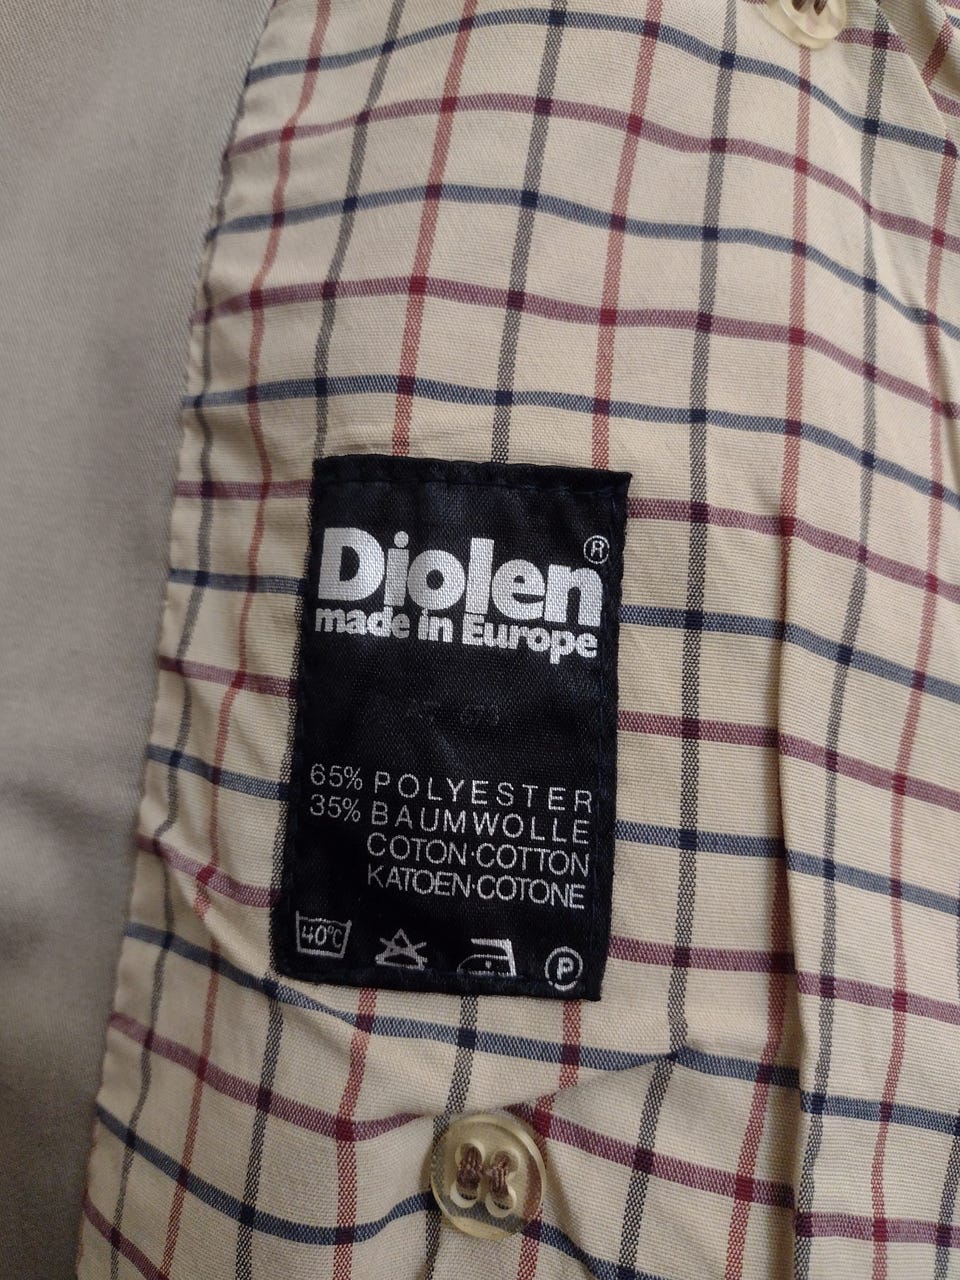 Diolen ®
made in Europe
65% POLYESTER
35% BAUMWOLLE
COTON·COTTON
KATOEN·COTONE
40°C
P